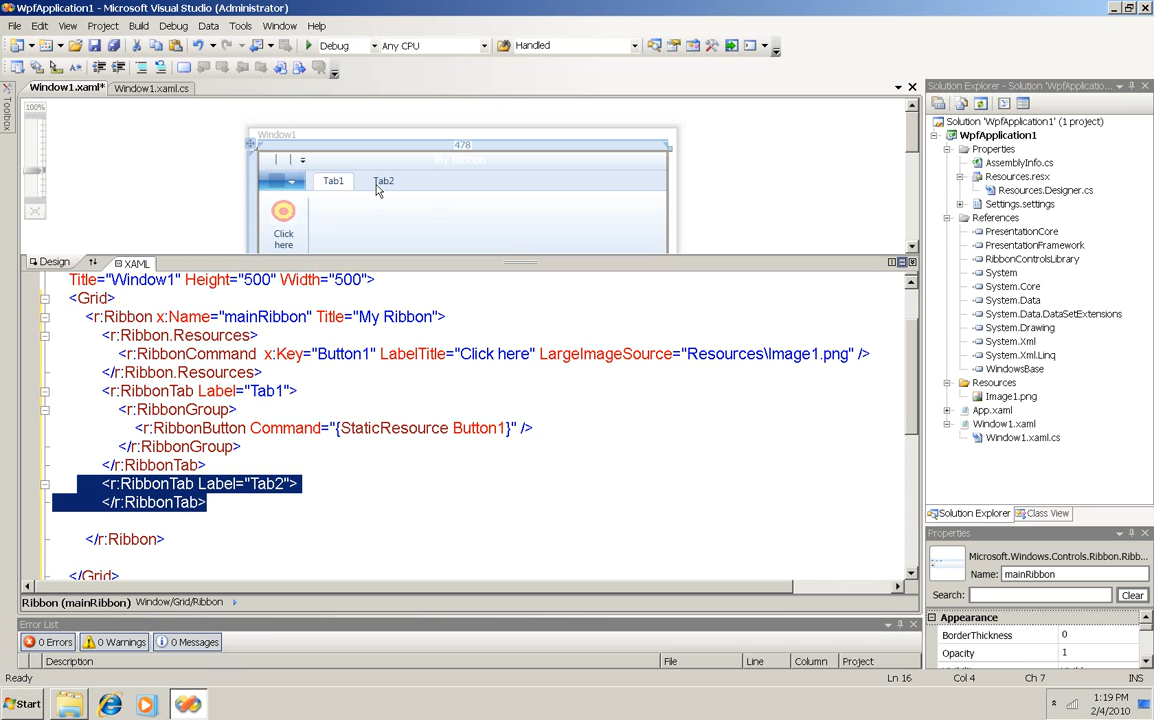 WpfApplication1 - Microsoft Visual Studio (Administrator)
File Edit View Project Build Debug Data Tools Window Help
Debug Any CPU Handled
Window1.xaml* Window1.xaml.cs
Toolbox
100%
Window1
478
My Ribbon
Tab1 Tab2
Click
here
Design XAML
Title="Window1" Height="500" Width="500">
<Grid>
<r:Ribbon x:Name="mainRibbon" Title="My Ribbon">
<r:Ribbon.Resources>
<r:RibbonCommand x:Key="Button1" LabelTitle="Click here" LargeImageSource="Resources\Image1.png" />
</r:Ribbon.Resources>
<r:RibbonTab Label="Tab1">
<r:RibbonGroup>
<r:RibbonButton Command="{StaticResource Button1}" />
</r:RibbonGroup>
</r:RibbonTab>
<r:RibbonTab Label="Tab2">
</r:RibbonTab>
</r:Ribbon>
</Grid>
Ribbon (mainRibbon) Window/Grid/Ribbon
Error List
0 Errors 0 Warnings 0 Messages
Description File Line Column Project
Ready Ln 16 Col 4 Ch 7 INS
Start 1:19 PM
2/4/2010
Solution Explorer - Solution 'WpfApplicatio...
Solution 'WpfApplication1' (1 project)
WpfApplication1
Properties
AssemblyInfo.cs
Resources.resx
Resources.Designer.cs
Settings.settings
References
PresentationCore
PresentationFramework
RibbonControlsLibrary
System
System.Core
System.Data
System.Data.DataSetExtensions
System.Drawing
System.Xml
System.Xml.Linq
WindowsBase
Resources
Image1.png
App.xaml
Window1.xaml
Window1.xaml.cs
Solution Explorer Class View
Properties
Microsoft.Windows.Controls.Ribbon.Ribb...
Name: mainRibbon
Search: Clear
Appearance
BorderThickness 0
Opacity 1